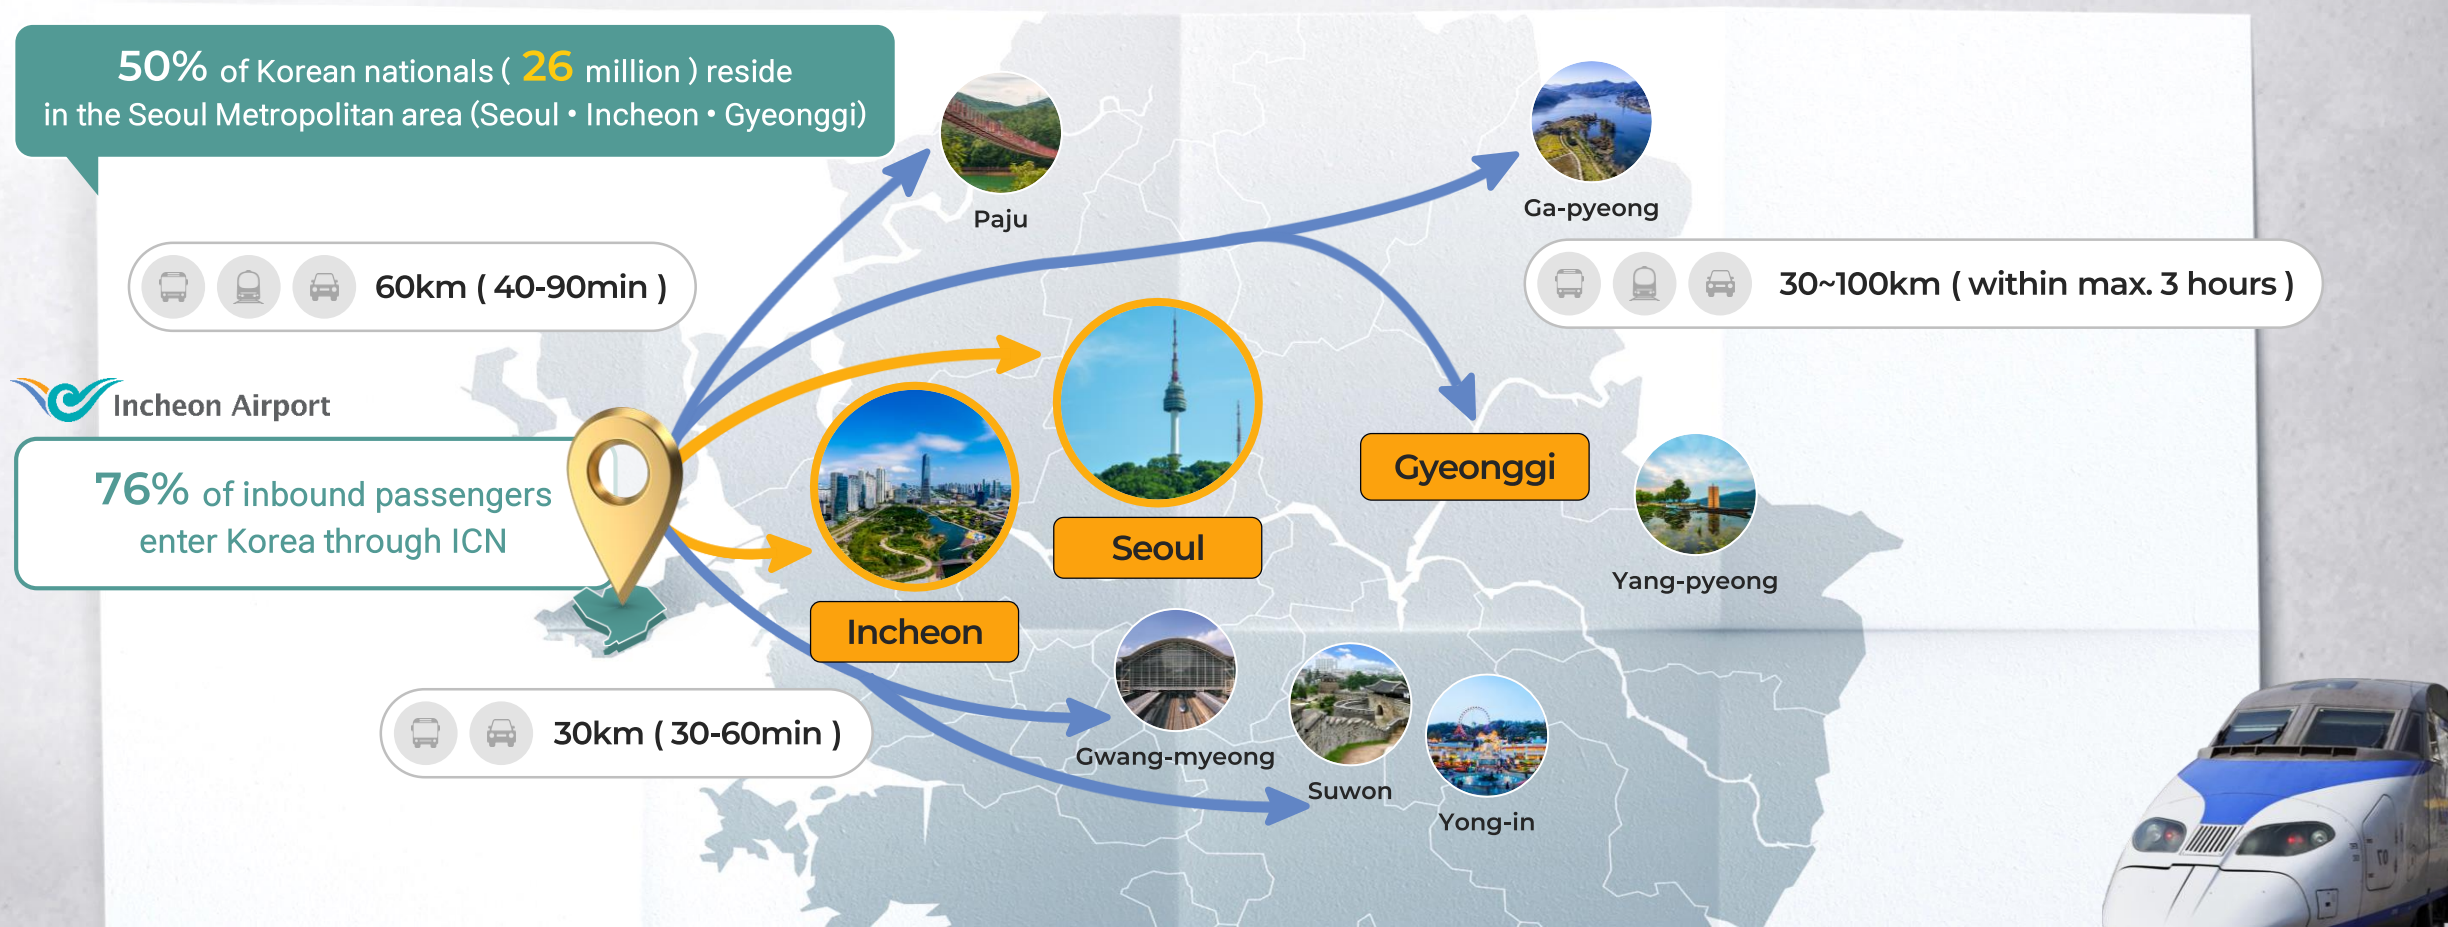 50% of Korean nationals ( 26 million ) reside
in the Seoul Metropolitan area (Seoul • Incheon • Gyeonggi)
Paju
Ga-pyeong
60km ( 40-90min )
30~100km ( within max. 3 hours )
Incheon Airport
76% of inbound passengers
enter Korea through ICN
Gyeonggi
Seoul
Yang-pyeong
Incheon
30km ( 30-60min )
Gwang-myeong
Suwon
Yong-in